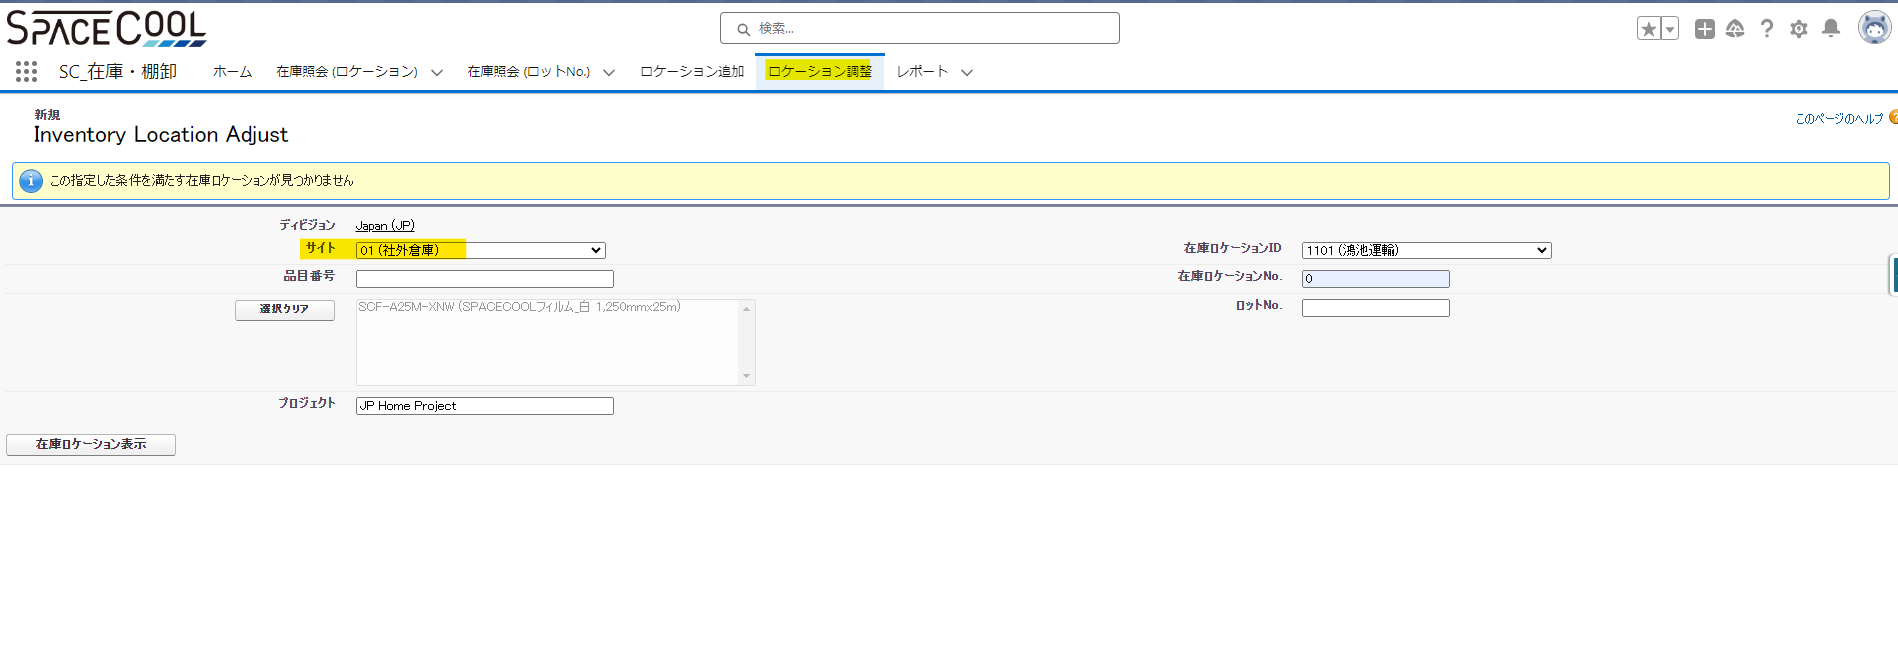 SPACECOOL
検索...
SC_在庫・棚卸
ホーム
在庫照会 (ロケーション)
在庫照会 (ロットNo.)
ロケーション追加
ロケーション調整
レポート
新規
Inventory Location Adjust
このページのヘルプ
この指定した条件を満たす在庫ロケーションが見つかりません
ディビジョン Japan (JP)
サイト 01 (社外倉庫) 在庫ロケーションID 1101 (鴻池運輸)
品目番号 在庫ロケーションNo. 0
選択クリア SCF-A25M-XNW (SPACECOOLフィルム_白 1,250mmx25m) ロットNo.
プロジェクト JP Home Project
在庫ロケーション表示